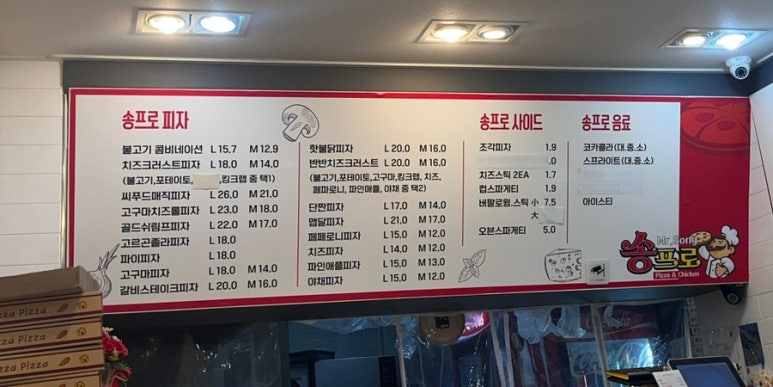 송프로 피자
불고기 콤비네이션 L 15.7 M 12.9
치즈크러스트피자 L 18.0 M 14.0
(불고기,포테이토, ,킹크랩 중 택1)
씨푸드매직피자 L 26.0 M 21.0
고구마치즈롤피자 L 23.0 M 18.0
골드쉬림프피자 L 22.0 M 17.0
고르곤졸라피자 L 18.0
파이피자 L 18.0
고구마피자 L 18.0 M 14.0
갈비스테이크피자 L 20.0 M 16.0
핫불닭피자 L 20.0 M 16.0
반반치즈크러스트 L 20.0 M 16.0
(불고기,포테이토,고구마,킹크랩, 치즈,
페파로니, 파인애플, 야채 중 택2)
단짠피자 L 17.0 M 14.0
맵달피자 L 21.0 M 17.0
페페로니피자 L 15.0 M 12.0
치즈피자 L 14.0 M 12.0
파인애플피자 L 15.0 M 13.0
야채피자 L 15.0 M 12.0
송프로 사이드
조각피자 1.9
.0
치즈스틱 2EA 1.7
컵스파게티 1.9
버팔로윙.스틱 小 7.5
大
오븐스파게티 5.0
송프로 음료
코카콜라(대.중.소)
스프라이트(대.중.소)
아이스티
Mr.Song
송프로
Pizza & Chicken
Pizza Pizza
Pizza Pizza
Pizza Pizza